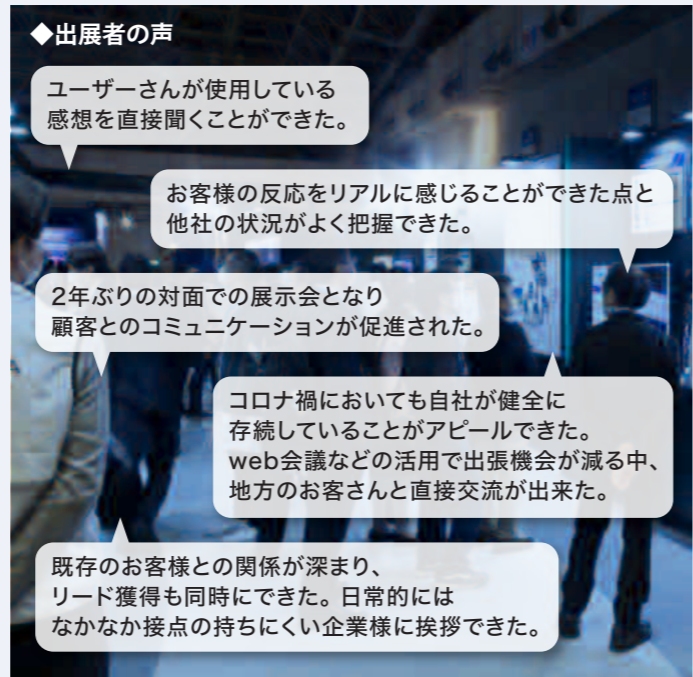 ◆出展者の声
ユーザーさんが使用している
感想を直接聞くことができた。
お客様の反応をリアルに感じることができた点と
他社の状況がよく把握できた。
2年ぶりの対面での展示会となり
顧客とのコミュニケーションが促進された。
コロナ禍においても自社が健全に
存続していることがアピールできた。
web会議などの活用で出張機会が減る中、
地方のお客さんと直接交流が出来た。
既存のお客様との関係が深まり、
リード獲得も同時にできた。日常的には
なかなか接点の持ちにくい企業様に挨拶できた。